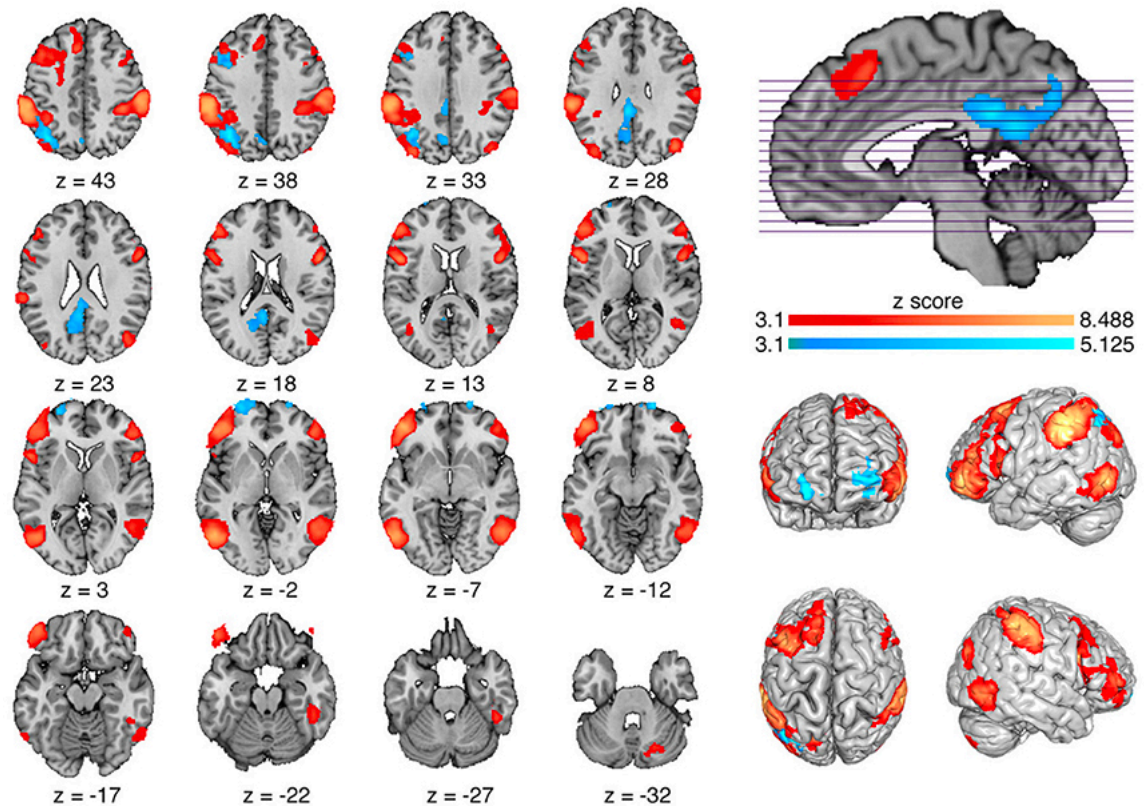 z = 43
z = 38
z = 33
z = 28
z score
3.1 8.488
3.1 5.125
z = 23
z = 18
z = 13
z = 8
z = 3
z = -2
z = -7
z = -12
z = -17
z = -22
z = -27
z = -32